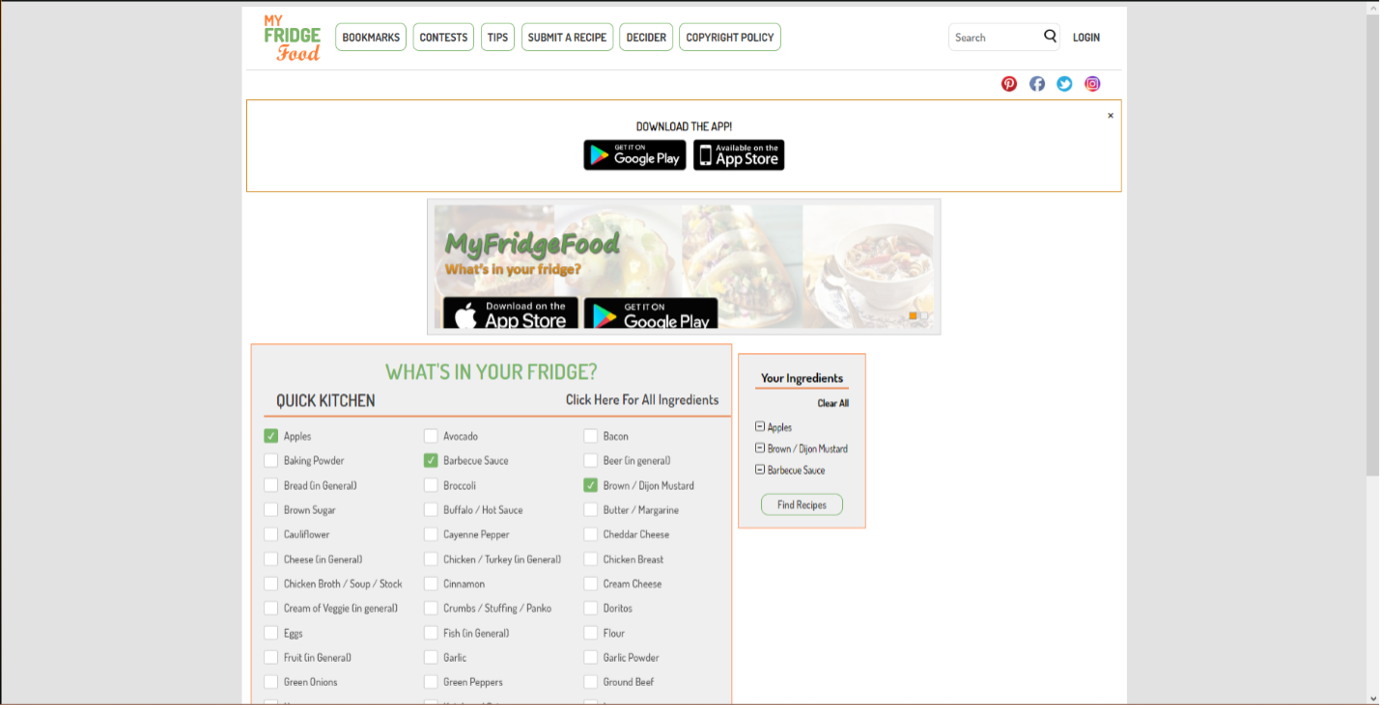 MY
FRIDGE
Food
BOOKMARKS CONTESTS TIPS SUBMIT A RECIPE DECIDER COPYRIGHT POLICY Search LOGIN
DOWNLOAD THE APP!
GET IT ON
Google Play
Available on the
App Store
MyFridgeFood
What's in your fridge?
Download on the
App Store
GET IT ON
Google Play
WHAT'S IN YOUR FRIDGE?
QUICK KITCHEN Click Here For All Ingredients
Apples Avocado Bacon
Baking Powder Barbecue Sauce Beer (in general)
Bread (in General) Broccoli Brown / Dijon Mustard
Brown Sugar Buffalo / Hot Sauce Butter / Margarine
Cauliflower Cayenne Pepper Cheddar Cheese
Cheese (in General) Chicken / Turkey (in General) Chicken Breast
Chicken Broth / Soup / Stock Cinnamon Cream Cheese
Cream of Veggie (in general) Crumbs / Stuffing / Panko Doritos
Eggs Fish (in General) Flour
Fruit (in General) Garlic Garlic Powder
Green Onions Green Peppers Ground Beef
Your Ingredients
Clear All
Apples
Brown / Dijon Mustard
Barbecue Sauce
Find Recipes